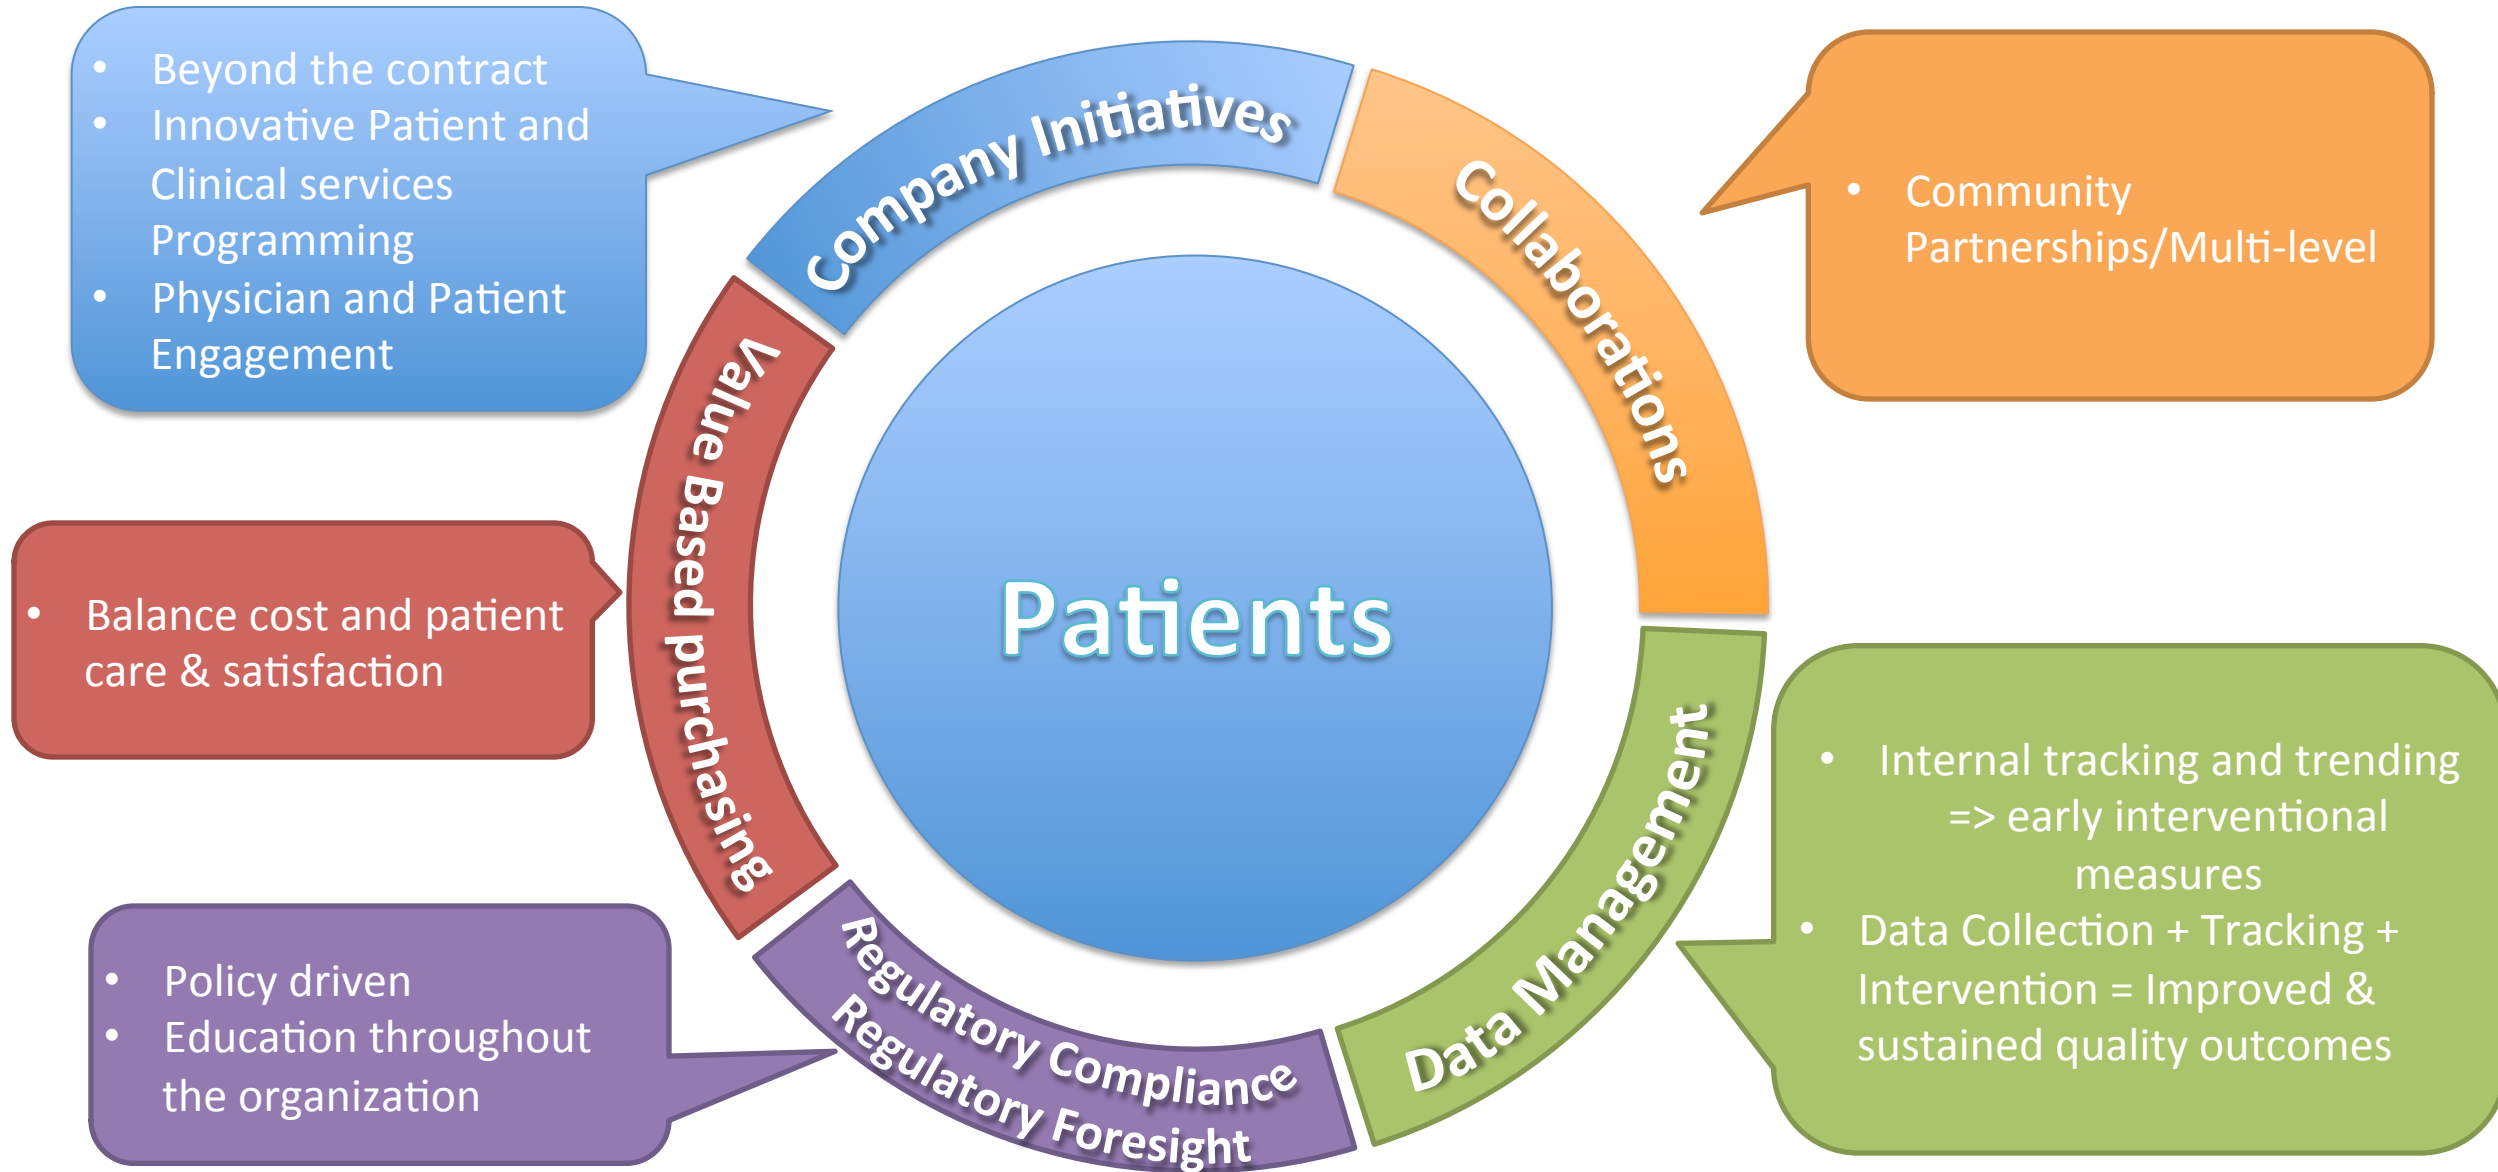 • Beyond the contract
• Innovative Patient and
Clinical services
Programming
• Physician and Patient
Engagement
Company Initiatives
Collaborations
• Community
Partnerships/Multi-level
Value Based purchasing
• Balance cost and patient
care & satisfaction
Patients
Data Management
• Internal tracking and trending
=> early interventional
measures
• Data Collection + Tracking +
Intervention = Improved &
sustained quality outcomes
Regulatory Compliance
Regulatory Foresight
• Policy driven
• Education throughout
the organization